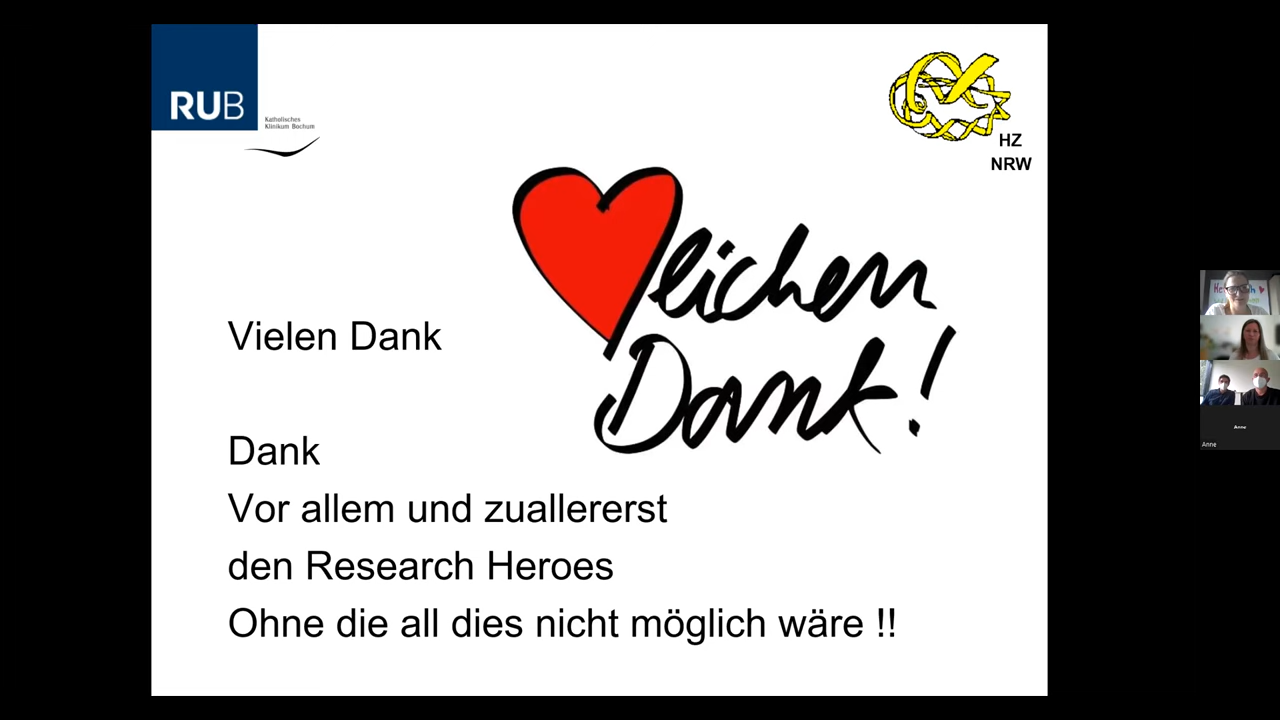 RUB
Katholisches
Klinikum Bochum
HZ
NRW
lichen
Dank!
Vielen Dank
Dank
Vor allem und zuallererst
den Research Heroes
Ohne die all dies nicht möglich wäre !!
Anne
Anne